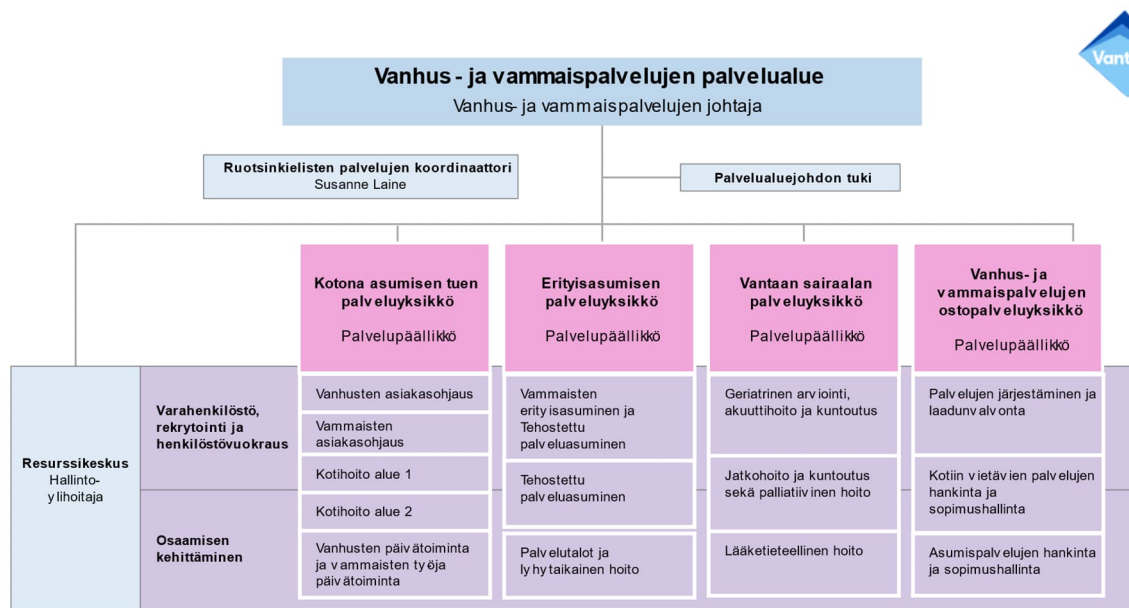 Vant
Vanhus- ja vammaispalvelujen palvelualue
Vanhus- ja vammaispalvelujen johtaja
Ruotsinkielisten palvelujen koordinaattori
Susanne Laine
Palvelualuejohdon tuki
Kotona asumisen tuen
palveluyksikkö
Palvelupäällikkö
Erityisasumisen
palveluyksikkö
Palvelupäällikkö
Vantaan sairaalan
palveluyksikkö
Palvelupäällikkö
Vanhus- ja
vammaispalvelujen
ostopalveluyksikkö
Palvelupäällikkö
Resurssikeskus
Hallinto-
ylihoitaja
Varahenkilöstö,
rekrytointi ja
henkilöstövuokraus
Osaamisen
kehittäminen
Vanhusten asiakasohjaus
Vammaisten
asiakasohjaus
Kotihoito alue 1
Kotihoito alue 2
Vanhusten päivätoiminta
ja vammaisten työja
päivätoiminta
Vammaisten
erityisasuminen ja
Tehostettu
palveluasuminen
Tehostettu
palveluasuminen
Palvelutalot ja
lyhytaikainen hoito
Geriatrinen arviointi,
akuuttihoito ja kuntoutus
Jatkohoito ja kuntoutus
sekä palliatiivinen hoito
Lääketieteellinen hoito
Palvelujen järjestäminen ja
laadunvalvonta
Kotiin vietävien palvelujen
hankinta ja
sopimushallinta
Asumispalvelujen hankinta
ja sopimushallinta